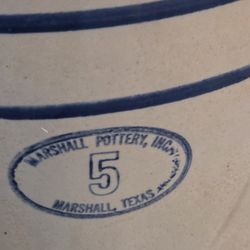 MARSHALL POTTERY, INC.
5
MARSHALL, TEXAS